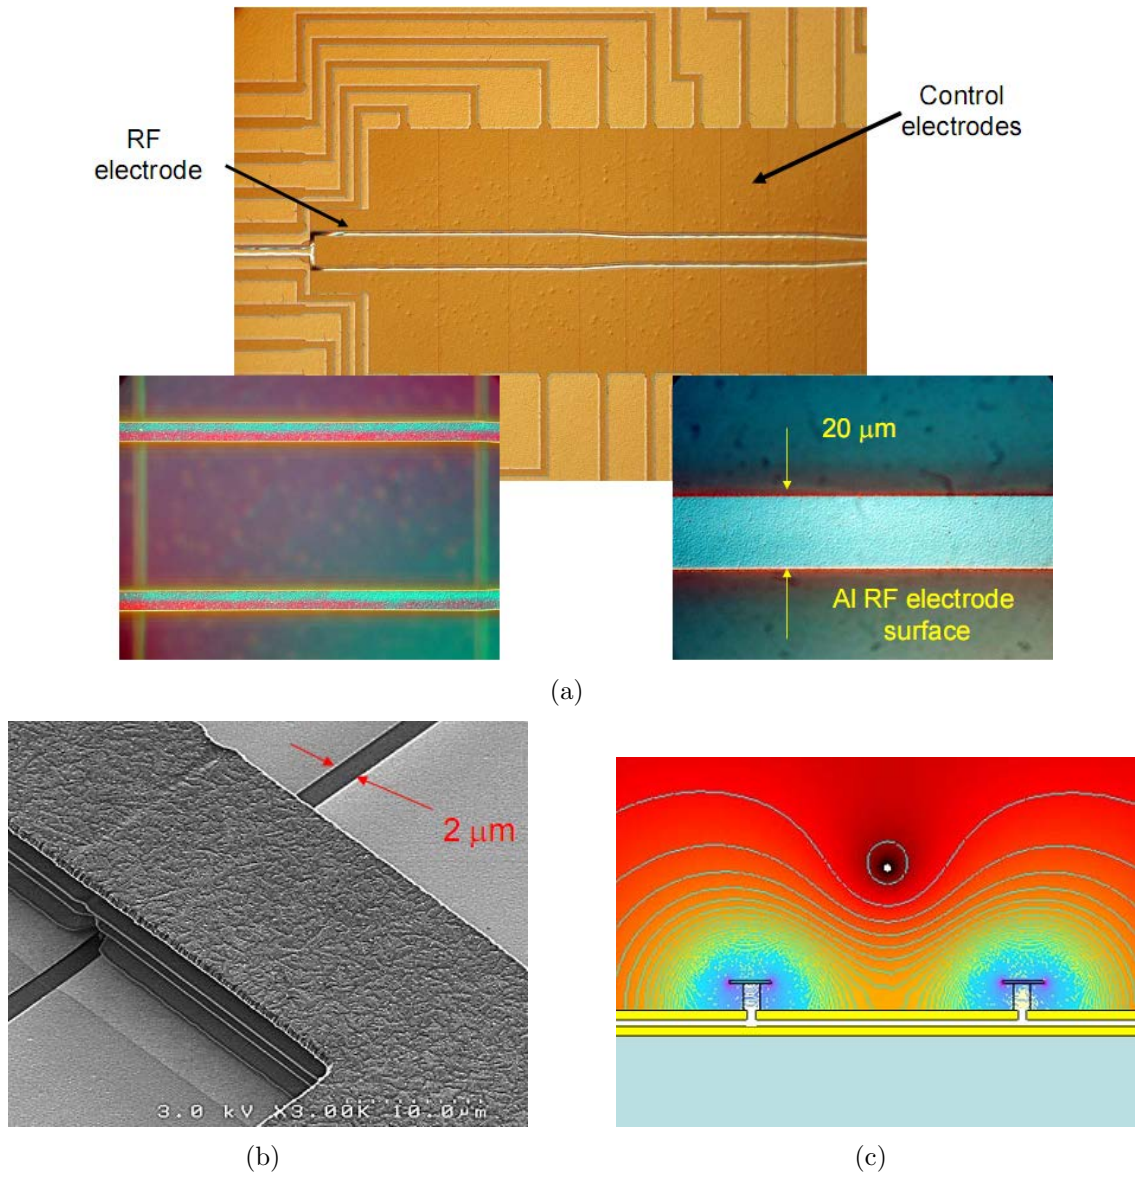 RF
electrode
Control
electrodes
20 μm
Al RF electrode
surface
(a)
2 μm
3.0 kV X3.00K 10.0μm
(b)
(c)